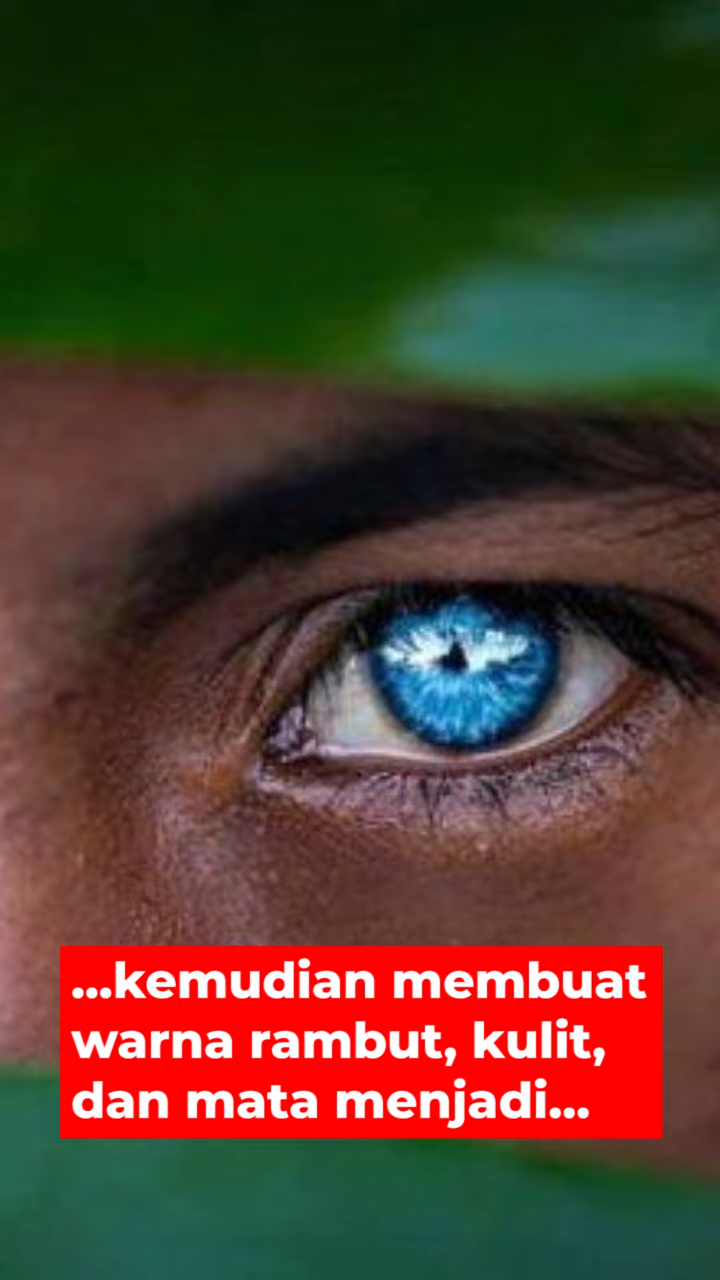 ...kemudian membuat
warna rambut, kulit,
dan mata menjadi...